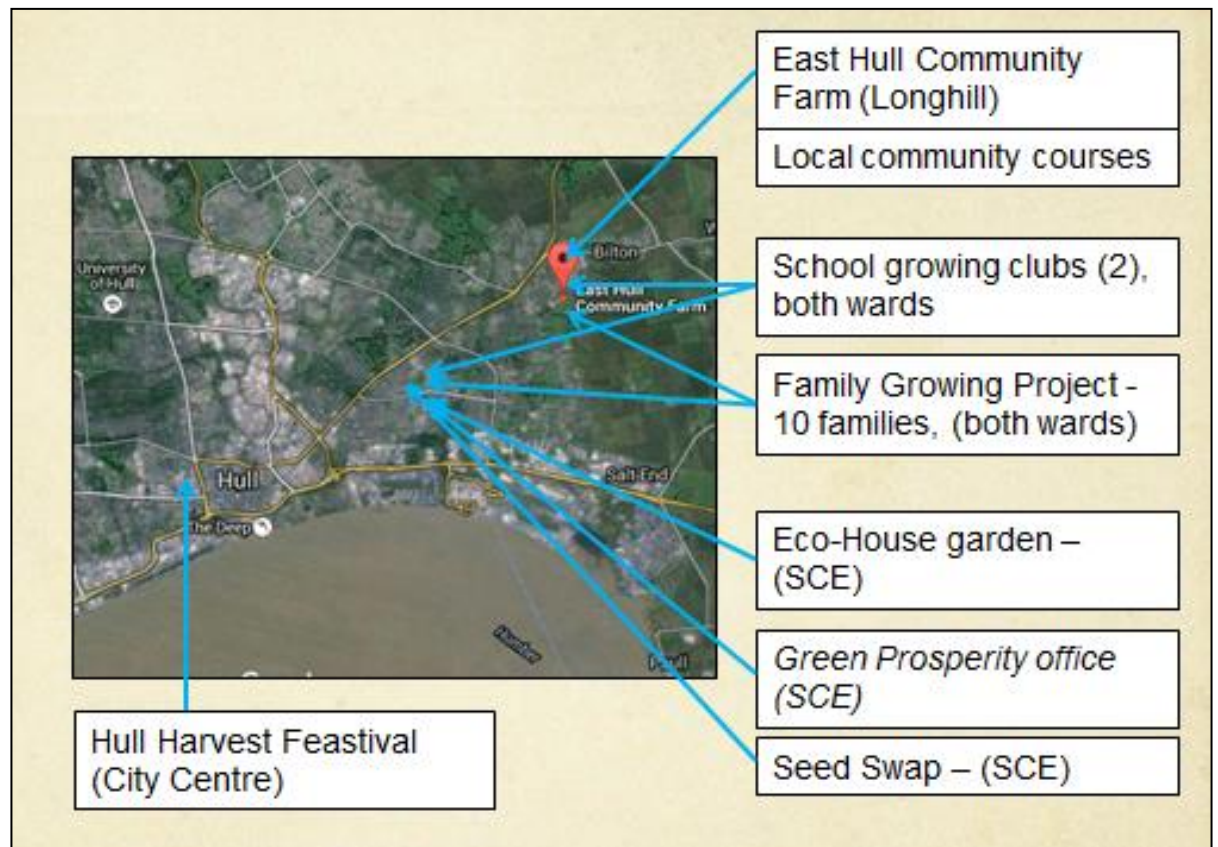 East Hull Community
Farm (Longhill)
Local community courses
School growing clubs (2),
both wards
Family Growing Project -
10 families, (both wards)
Eco-House garden –
(SCE)
Green Prosperity office
(SCE)
Seed Swap – (SCE)
University
of Hull
Bilton
East Hull
Community Farm
Hull
The Deep
Salt End
Humber
Paull
Hull Harvest Feastival
(City Centre)